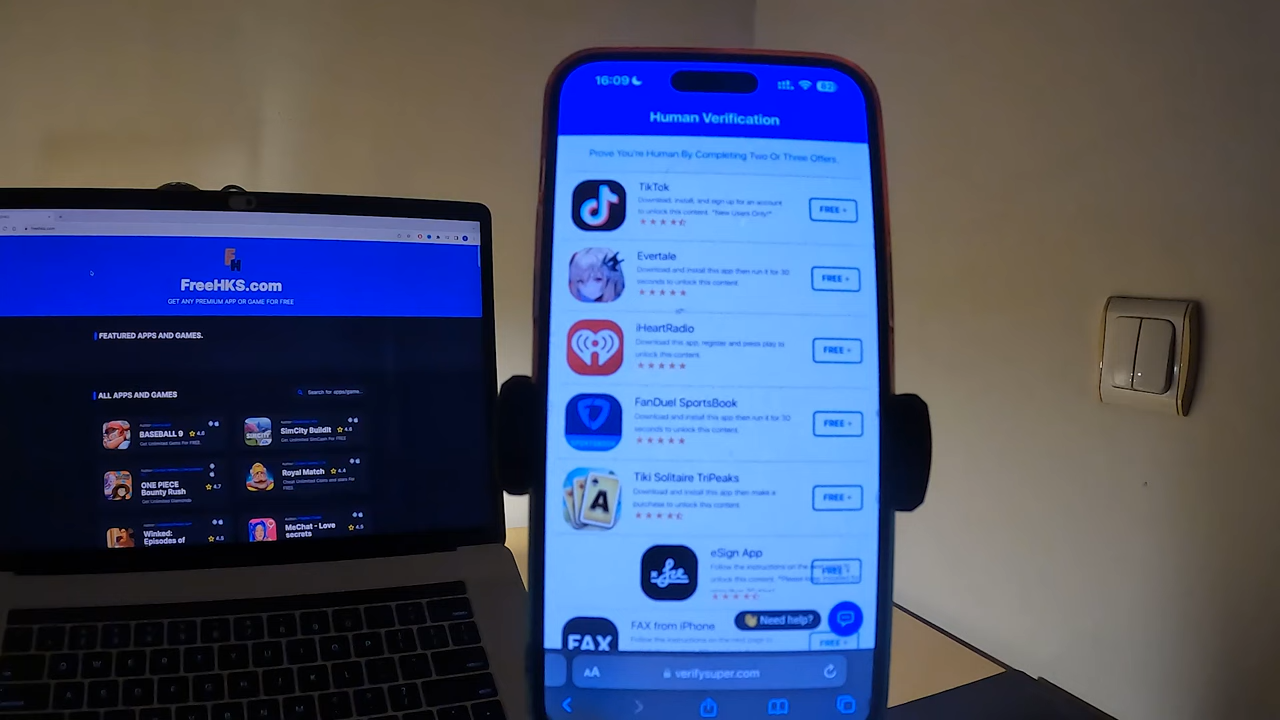 FreeHKS.com
GET ANY PREMIUM APP OR GAME FOR FREE
FEATURED APPS AND GAMES.
ALL APPS AND GAMES
Search for apps/game...
BASEBALL 9
4.8
Get Unlimited Gems For FREE.
SimCity BuildIt
4.8
Get Unlimited SimCash For FREE
ONE PIECE
Bounty Rush
4.7
Get Unlimited Diamonds
Royal Match
4.4
Cheat Unlimited Coins and stars For
FREE
Winked:
Episodes of
MeChat - Love
secrets
16:09
Human Verification
Prove You're Human By Completing Two Or Three Offers.
TikTok
Download, install, and sign up for an account
to unlock this content. *New Users Only!*
FREE
Evertale
Download and install this app then run it for 30
seconds to unlock this content
FREE
iHeartRadio
Download this app, register and press play to
unlock this content.
FREE
FanDuel SportsBook
Download and install this app then run it for 30
seconds to unlock this content.
FREE
Tiki Solitaire TriPeaks
Download and install this app then make a
purchase to unlock this content.
FREE
A
eSign App
Follow the instructions on the
unlock this content.
FREE
FAX from iPhone
Follow the instructions on the next page to
FREE
FAX
Need help?
AA
verifysuper.com